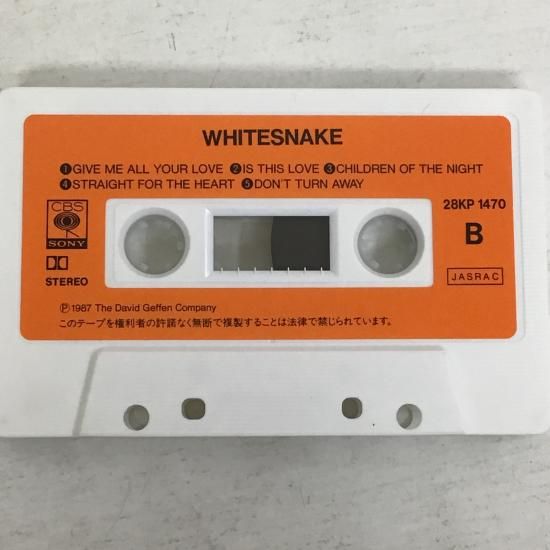 WHITESNAKE
❶GIVE ME ALL YOUR LOVE ❷IS THIS LOVE ❸CHILDREN OF THE NIGHT
❹STRAIGHT FOR THE HEART ❺DON'T TURN AWAY
CBS
SONY
28KP 1470
B
STEREO
JASRAC
Ⓟ1987 The David Geffen Company
このテープを権利者の許諾なく無断で複製することは法律で禁じられています。